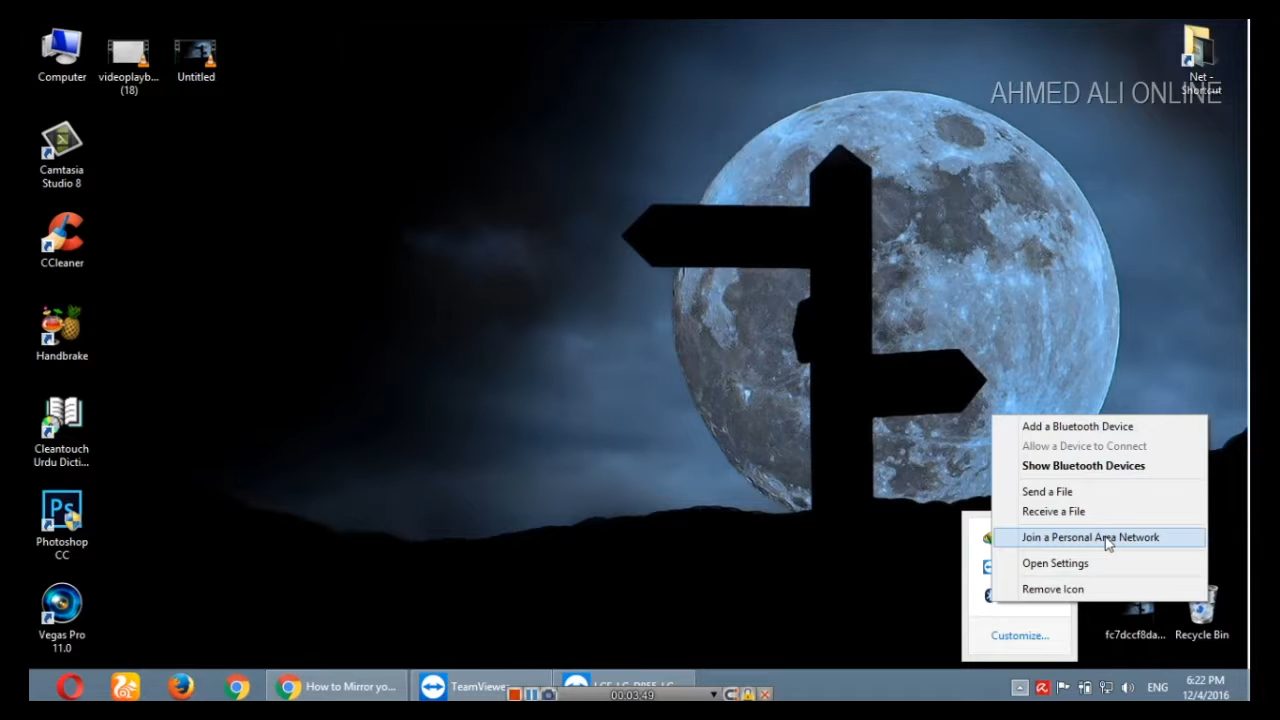 Computer
videoplayb...
(18)
Untitled
Net -
Shortcut
AHMED ALI ONLINE
Camtasia
Studio 8
CCleaner
Handbrake
Cleantouch
Urdu Dicti...
Photoshop
CC
Vegas Pro
11.0
Add a Bluetooth Device
Allow a Device to Connect
Show Bluetooth Devices
Send a File
Receive a File
Join a Personal Area Network
Open Settings
Remove Icon
Customize...
fc7dccf8da...
Recycle Bin
How to Mirror yo...
TeamViewer
00:03:49
ENG
6:22 PM
12/4/2016